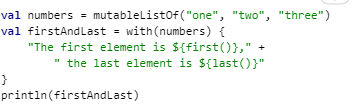 val numbers = mutableListOf("one", "two", "three")
val firstAndLast = with(numbers) {
    "The first element is ${first()}," +
        " the last element is ${last()}"
}
println(firstAndLast)